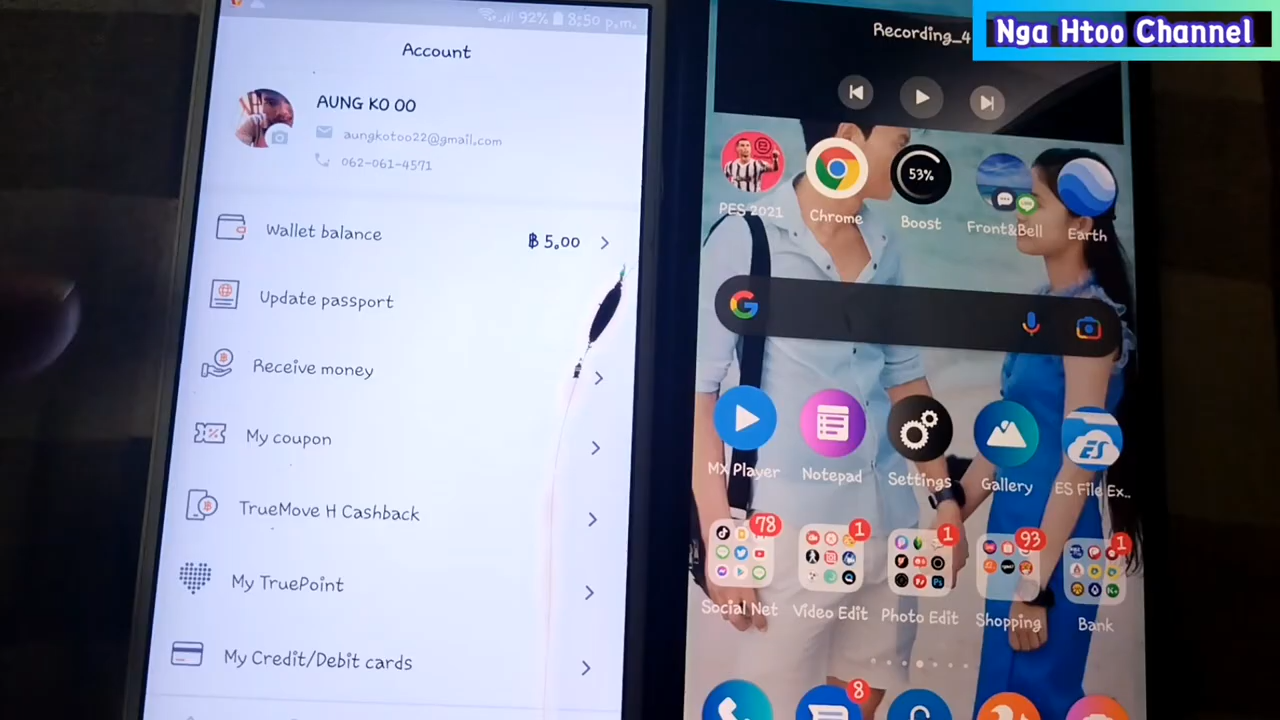 92% 8:50 p.m.
Account
AUNG KO OO
aungkotoo22@gmail.com
062-061-4571
Wallet balance
฿ 5.00
Update passport
Receive money
My coupon
TrueMove H Cashback
My TruePoint
My Credit/Debit cards
Nga Htoo Channel
Recording_4
53%
PES 2021
Chrome
Boost
Front&Bell
Earth
MX Player
Notepad
Settings
Gallery
ES
ES File Ex..
78
1
1
93
1
Social Net
Video Edit
Photo Edit
Shopping
Bank
8